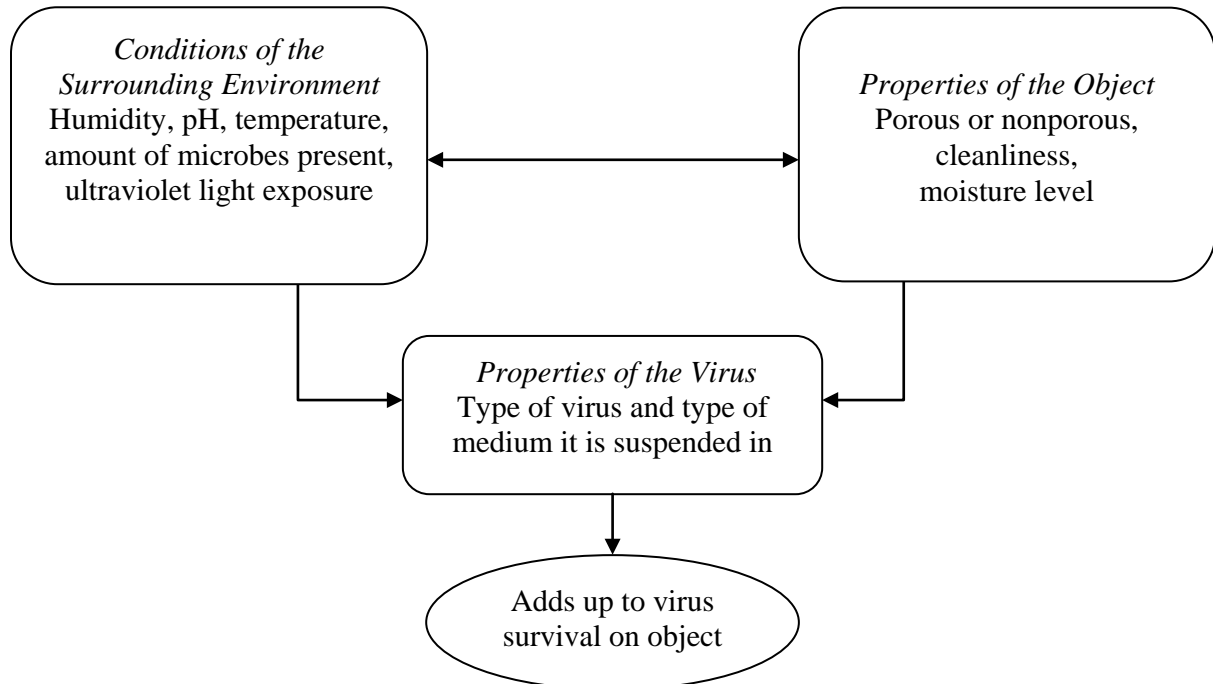 Conditions of the
Surrounding Environment
Humidity, pH, temperature,
amount of microbes present,
ultraviolet light exposure
Properties of the Object
Porous or nonporous,
cleanliness,
moisture level
Properties of the Virus
Type of virus and type of
medium it is suspended in
Adds up to virus
survival on object